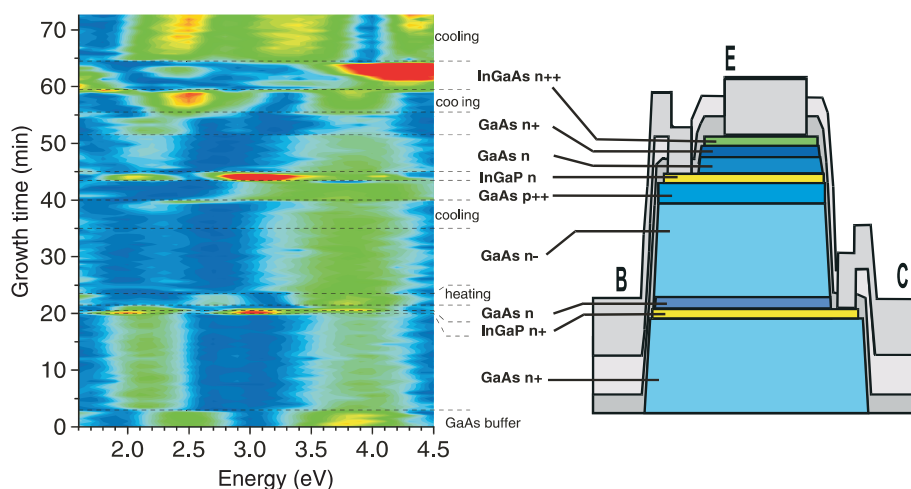 70
60
50
40
30
20
10
0
Growth time (min)
2.0 2.5 3.0 3.5 4.0 4.5
Energy (eV)
cooling
coo ing
cooling
heating
GaAs buffer
InGaAs n++
GaAs n+
GaAs n
InGaP n
GaAs p++
GaAs n-
GaAs n
InGaP n+
GaAs n+
E
B
C